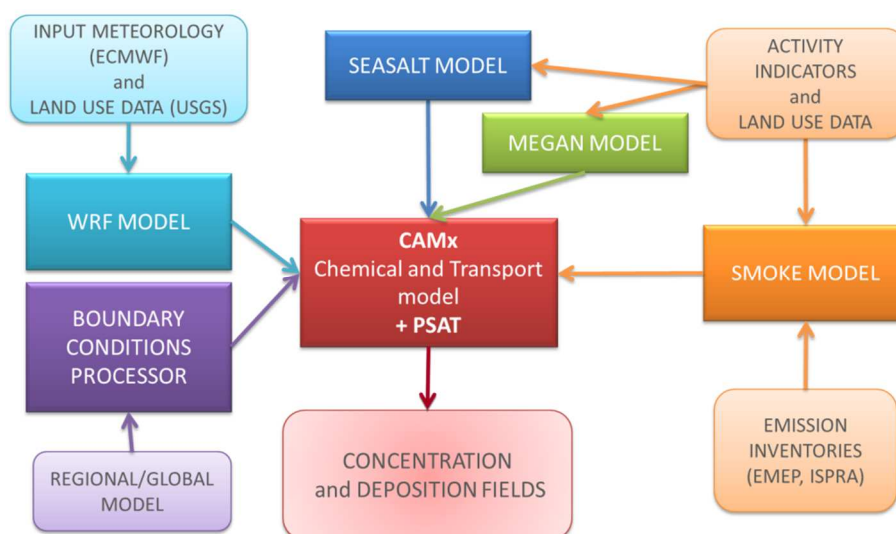 INPUT METEOROLOGY
(ECMWF)
and
LAND USE DATA (USGS)
SEASALT MODEL
ACTIVITY
INDICATORS
and
LAND USE DATA
MEGAN MODEL
WRF MODEL
CAMx
Chemical and Transport
model
+ PSAT
SMOKE MODEL
BOUNDARY
CONDITIONS
PROCESSOR
REGIONAL/GLOBAL
MODEL
CONCENTRATION
and DEPOSITION FIELDS
EMISSION
INVENTORIES
(EMEP, ISPRA)